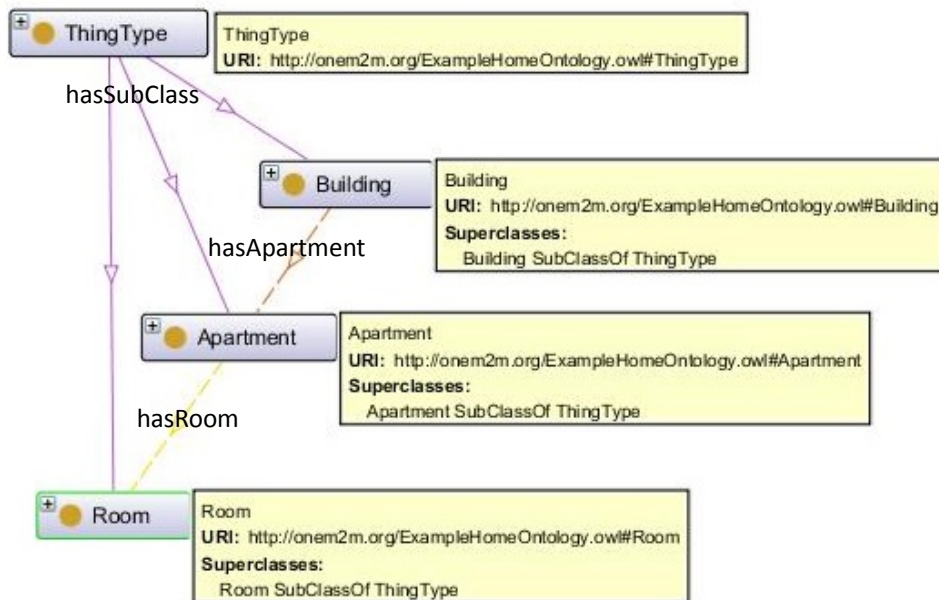 ThingType
ThingType
URI: http://onem2m.org/ExampleHomeOntology.owl#ThingType
hasSubClass
Building
Building
URI: http://onem2m.org/ExampleHomeOntology.owl#Building
Superclasses:
Building SubClassOf ThingType
hasApartment
Apartment
Apartment
URI: http://onem2m.org/ExampleHomeOntology.owl#Apartment
Superclasses:
Apartment SubClassOf ThingType
hasRoom
Room
Room
URI: http://onem2m.org/ExampleHomeOntology.owl#Room
Superclasses:
Room SubClassOf ThingType